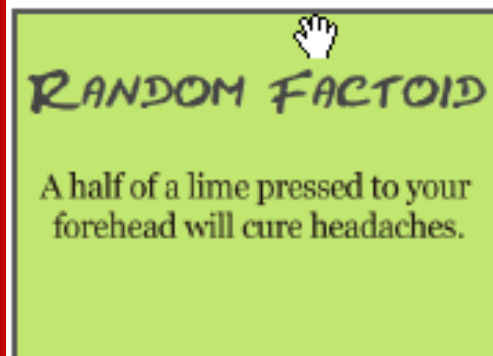 RANDOM FACTOID
A half of a lime pressed to your
forehead will cure headaches.